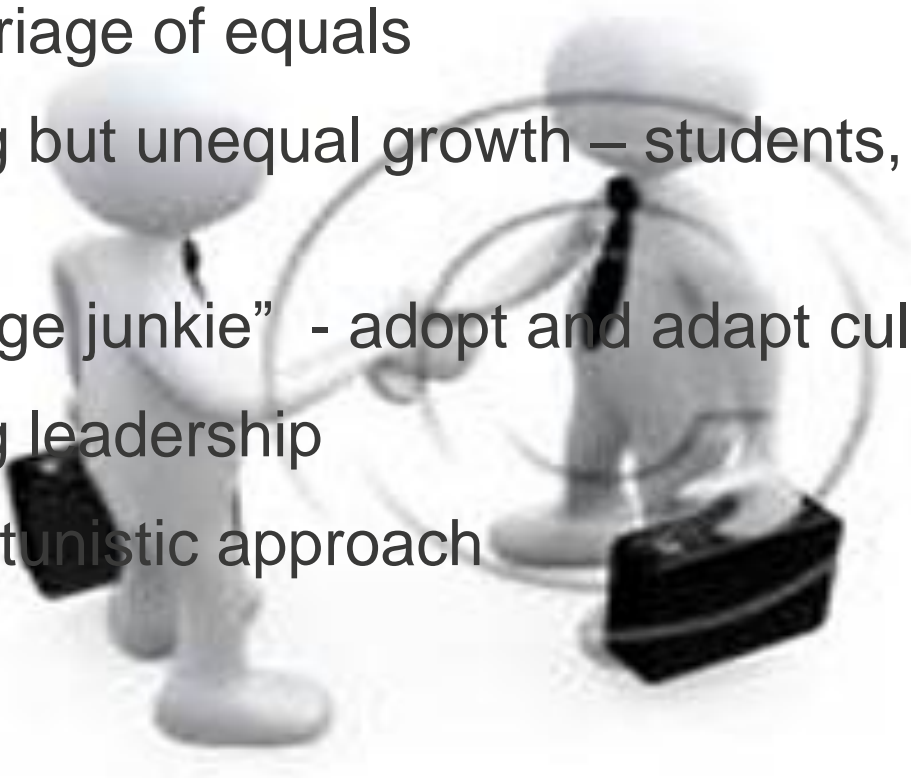 riage of equals
g but unequal growth – students,
ge junkie” - adopt and adapt cul
g leadership
tunistic approach